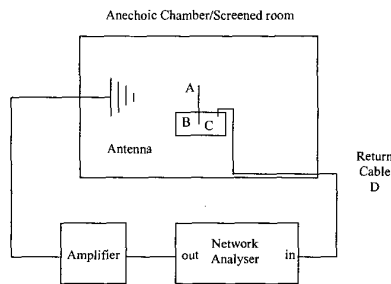 Anechoic Chamber/Screened room
A
B C
Antenna
Return
Cable
D
Amplifier
out
Network
Analyser
in